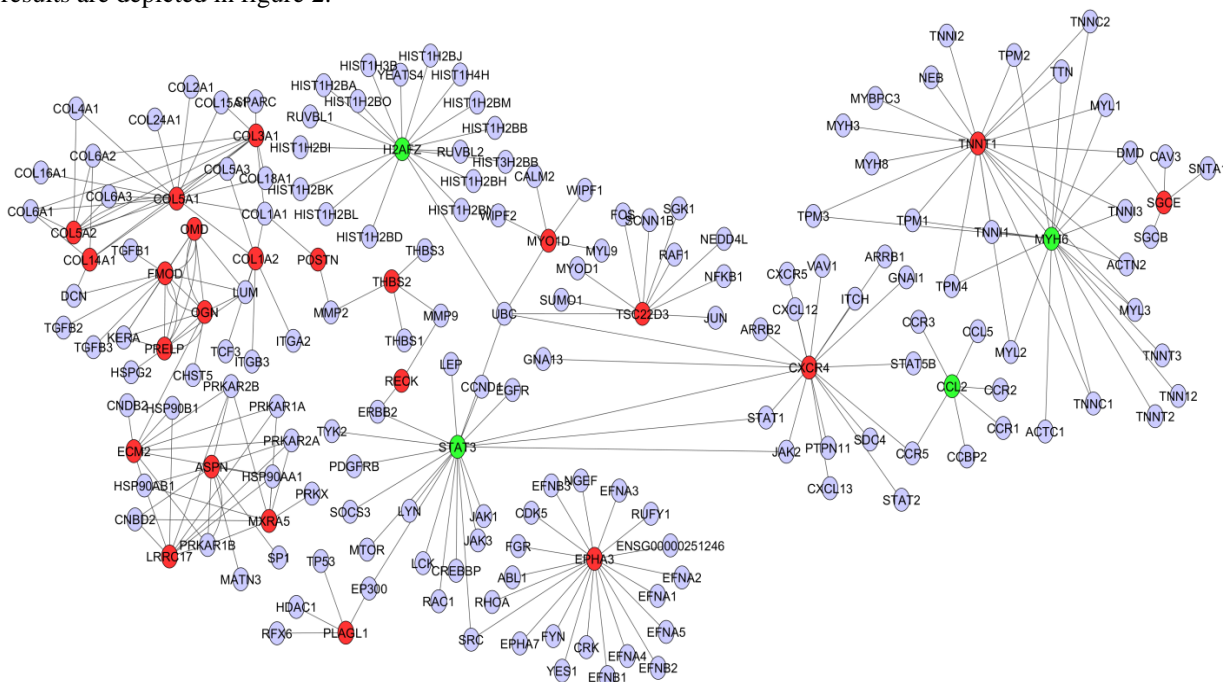 results are depicted in figure 2.
HIST1H2BJ
HIST1H3B
YEATS4
HIST1H2BA
HIST1H4H
HIST1H2BO
HIST1H2BM
RUVBL1
HIST1H2BB
H2AFZ
RUVBL2
HIST1H2BI
HIST3H2BB
HIST1H2BH
HIST1H2BK
HIST1H2BL
HIST1H2BN
HIST1H2BD
COL2A1
COL15A1
SPARC
COL4A1
COL24A1
COL3A1
COL6A2
COL5A3
COL16A1
COL18A1
COL6A3
COL5A1
COL6A1
COL1A1
COL5A2
OMD
TGFB1
COL14A1
COL1A2
POSTN
FMOD
DCN
LUM
OGN
MMP2
TGFB2
KERA
ITGA2
TGFB3
PRELP
TCF3
ITGB3
HSPG2
CHST5
THBS3
THBS2
MMP9
THBS1
RECK
ERBB2
CALM2
WIPF1
WIPF2
MYO1D
MYL9
FOS
SCNN1B
SGK1
RAF1
NEDD4L
MYOD1
NFKB1
SUMO1
TSC22D3
JUN
UBC
TNNC2
TNNI2
TPM2
NEB
TTN
MYBPC3
MYL1
MYH3
TNNT1
DMD
CAV3
SNTA1
MYH8
SGCE
TPM3
TPM1
TNNI1
TNNI3
MYH6
SGCB
ACTN2
TPM4
MYL3
MYL2
TNNT3
TNNC1
TNN12
TNNT2
ACTC1
CXCR5
VAV1
ARRB1
CXCL12
ITCH
GNAI1
ARRB2
GNA13
CXCR4
STAT5B
STAT1
JAK2
PTPN11
SDC4
CCR5
CXCL13
STAT2
CCR3
CCL5
CCL2
CCR2
CCR1
CCBP2
PRKAR2B
CNDB2
HSP90B1
PRKAR1A
PRKAR2A
ECM2
ASPN
HSP90AA1
HSP90AB1
PRKX
CNBD2
MXRA5
PRKAR1B
LRRC17
SP1
MATN3
LEP
CCND1
EGFR
TYK2
STAT3
PDGFRB
SOCS3
LYN
JAK1
JAK3
MTOR
LCK
CREBBP
TP53
EP300
RAC1
HDAC1
RFX6
PLAGL1
SRC
EFNB3
NGEF
EFNA3
CDK5
RUFY1
FGR
ENSG00000251246
EPHA3
ABL1
EFNA2
RHOA
EFNA1
EFNA5
EPHA7
FYN
CRK
EFNA4
EFNB2
YES1
EFNB1